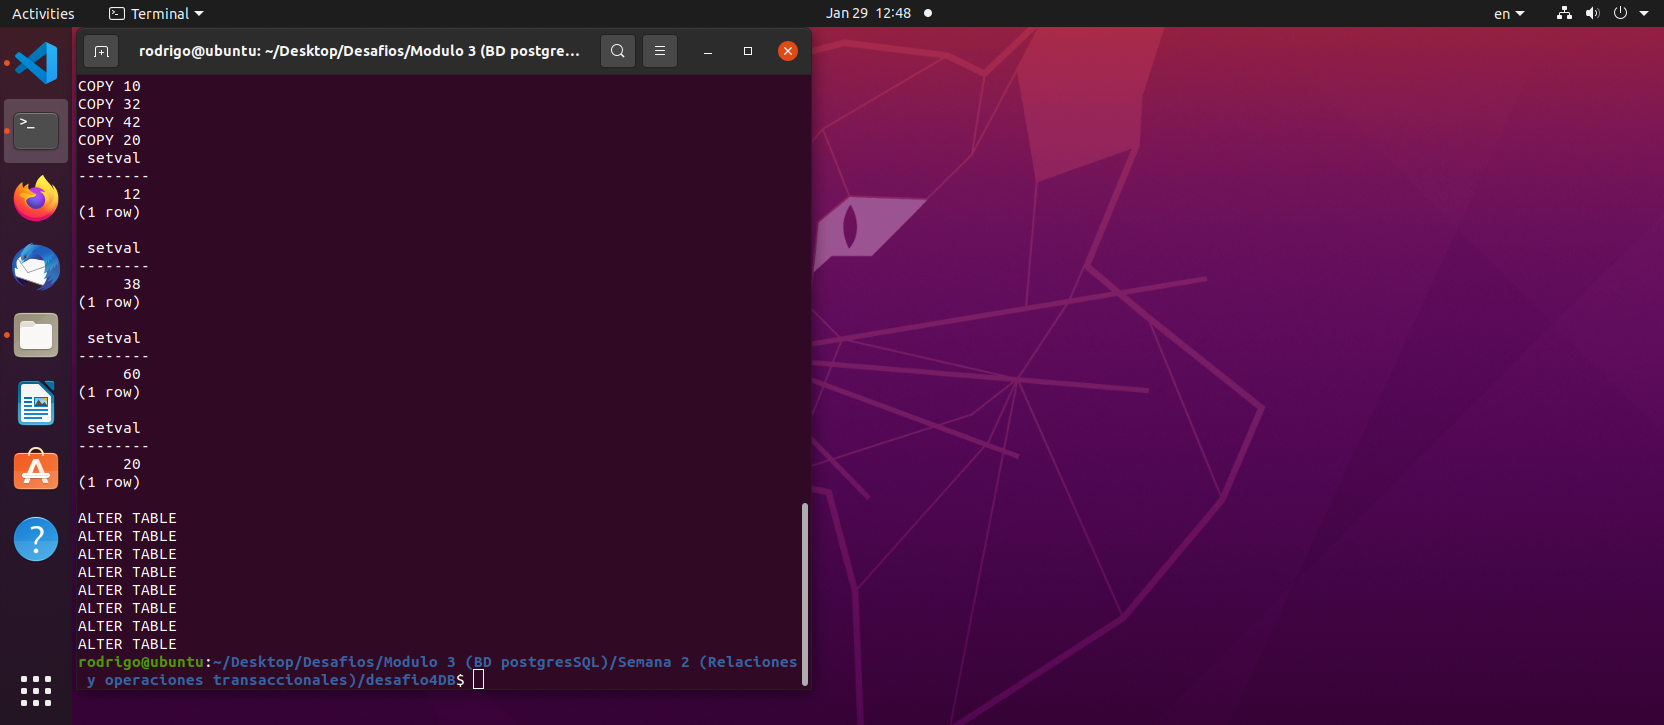 Activities Terminal Jan 29 12:48 en
rodrigo@ubuntu: ~/Desktop/Desafios/Modulo 3 (BD postgre...
COPY 10
COPY 32
COPY 42
COPY 20
setval
--------
12
(1 row)
setval
--------
38
(1 row)
setval
--------
60
(1 row)
setval
--------
20
(1 row)
ALTER TABLE
ALTER TABLE
ALTER TABLE
ALTER TABLE
ALTER TABLE
ALTER TABLE
ALTER TABLE
ALTER TABLE
rodrigo@ubuntu:~/Desktop/Desafios/Modulo 3 (BD postgresSQL)/Semana 2 (Relaciones
y operaciones transaccionales)/desafio4DB$